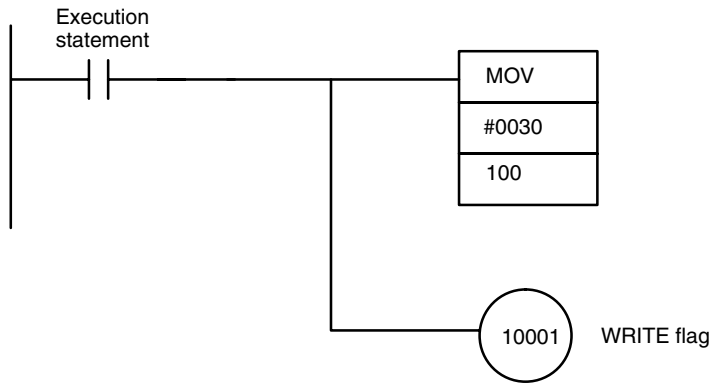 Execution
statement
MOV
#0030
100
10001 WRITE flag